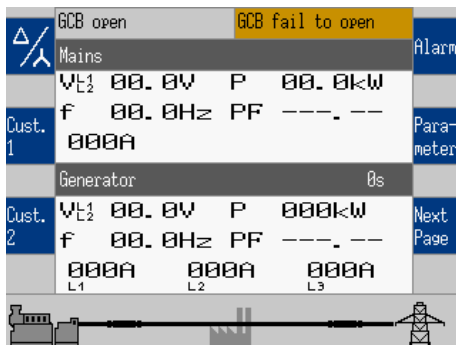 GCB open GCB fail to open
Alarm
Mains
VL1 L2 00.0V P 00.0kW
f 00.0Hz PF ---.--
000A
Cust. 1
Para-meter
Generator 0s
VL1 L2 00.0V P 000kW
f 00.0Hz PF ---.--
000A 000A 000A
L1 L2 L3
Cust. 2
Next Page